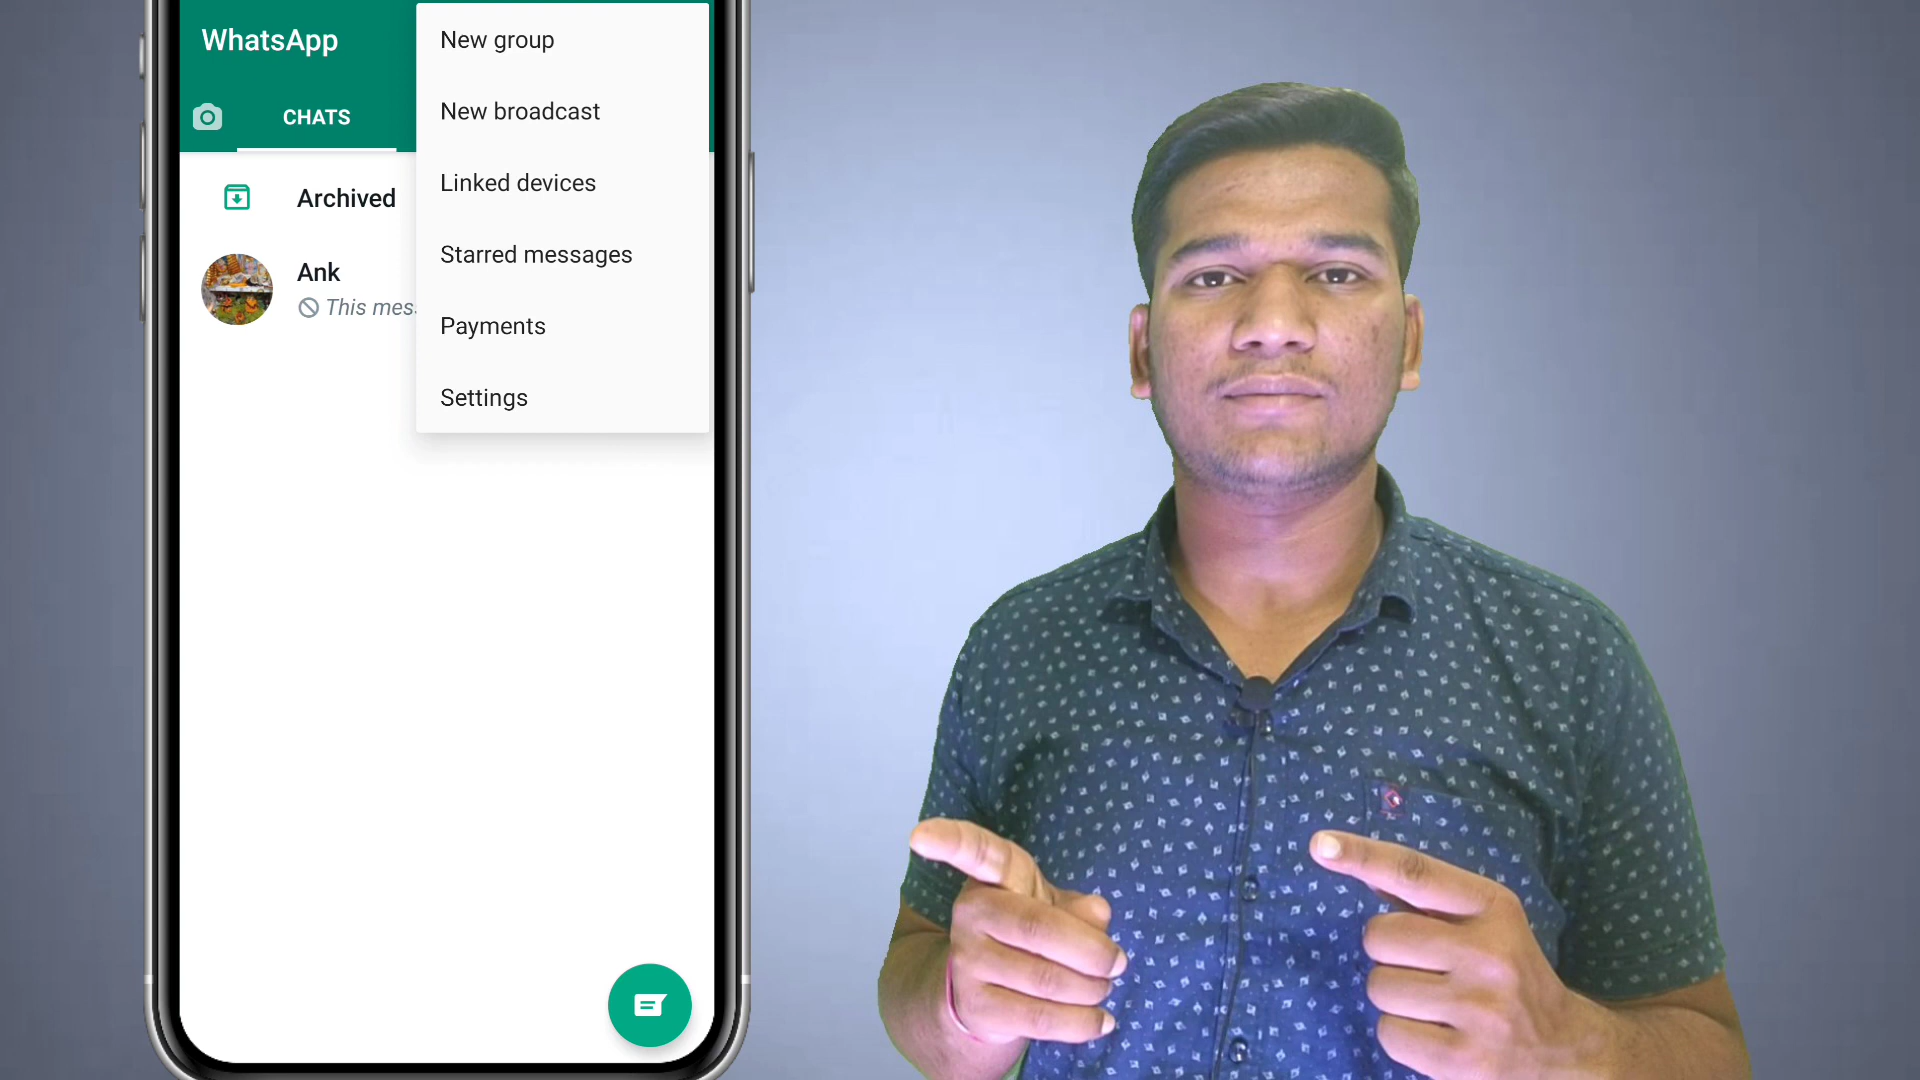 WhatsApp
CHATS
Archived
Ank
This mes
New group
New broadcast
Linked devices
Starred messages
Payments
Settings